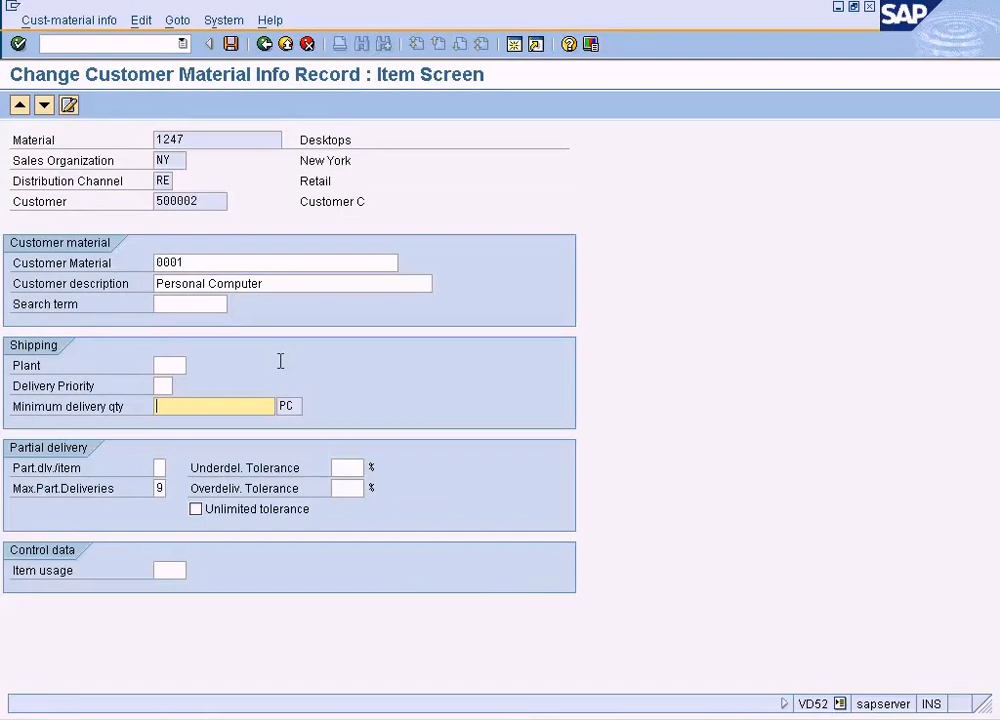 Cust-material info Edit Goto System Help
SAP
Change Customer Material Info Record : Item Screen
Material 1247 Desktops
Sales Organization NY New York
Distribution Channel RE Retail
Customer 500002 Customer C
Customer material
Customer Material 0001
Customer description Personal Computer
Search term
Shipping
Plant
Delivery Priority
Minimum delivery qty PC
Partial delivery
Part.dlv./item Underdel. Tolerance %
Max.Part.Deliveries 9 Overdeliv. Tolerance %
Unlimited tolerance
Control data
Item usage
VD52 sapserver INS